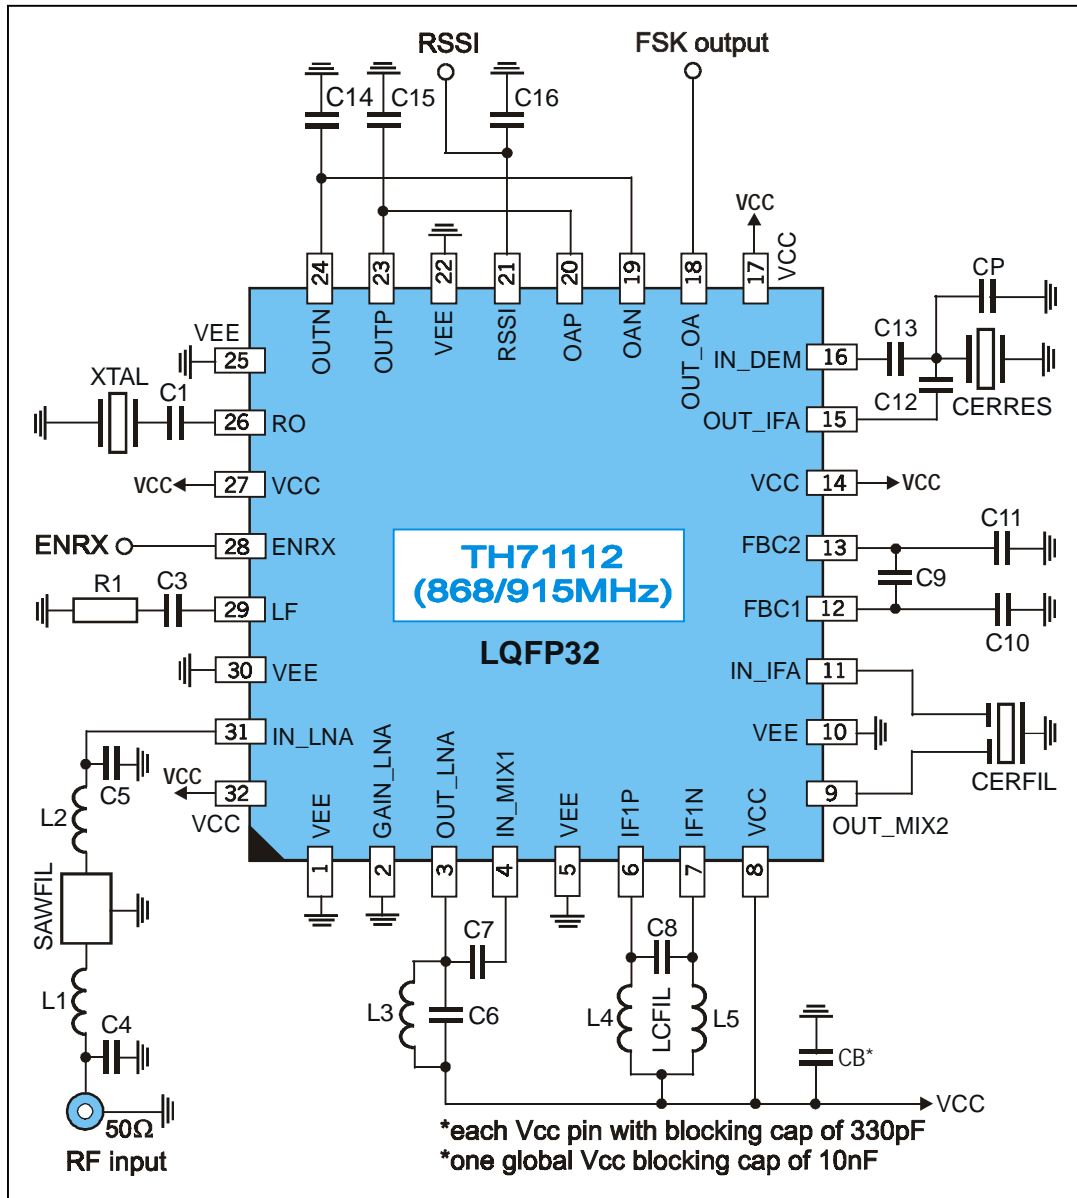 RSSI
FSK output
C14
C15
C16
VCC
24
23
22
21
20
19
18
17
VCC
OUTN
OUTP
VEE
RSSI
OAP
OAN
OUT_OA
CP
C13
CERRES
C12
16
IN_DEM
15
OUT_IFA
14
VCC
VCC
13
FBC2
C11
C9
12
FBC1
C10
11
IN_IFA
10
VEE
9
OUT_MIX2
CERFIL
VEE
25
XTAL
C1
26
RO
VCC
27
VCC
ENRX
28
ENRX
R1
C3
29
LF
30
VEE
31
IN_LNA
VCC
32
VCC
TH71112
(868/915MHz)
LQFP32
VEE
GAIN_LNA
OUT_LNA
IN_MIX1
VEE
IF1P
IF1N
VCC
1
2
3
4
5
6
7
8
C5
L2
SAWFIL
L1
C4
50Ω
RF input
C7
L3
C6
C8
L4
LCFIL
L5
CB*
VCC
*each Vcc pin with blocking cap of 330pF
*one global Vcc blocking cap of 10nF